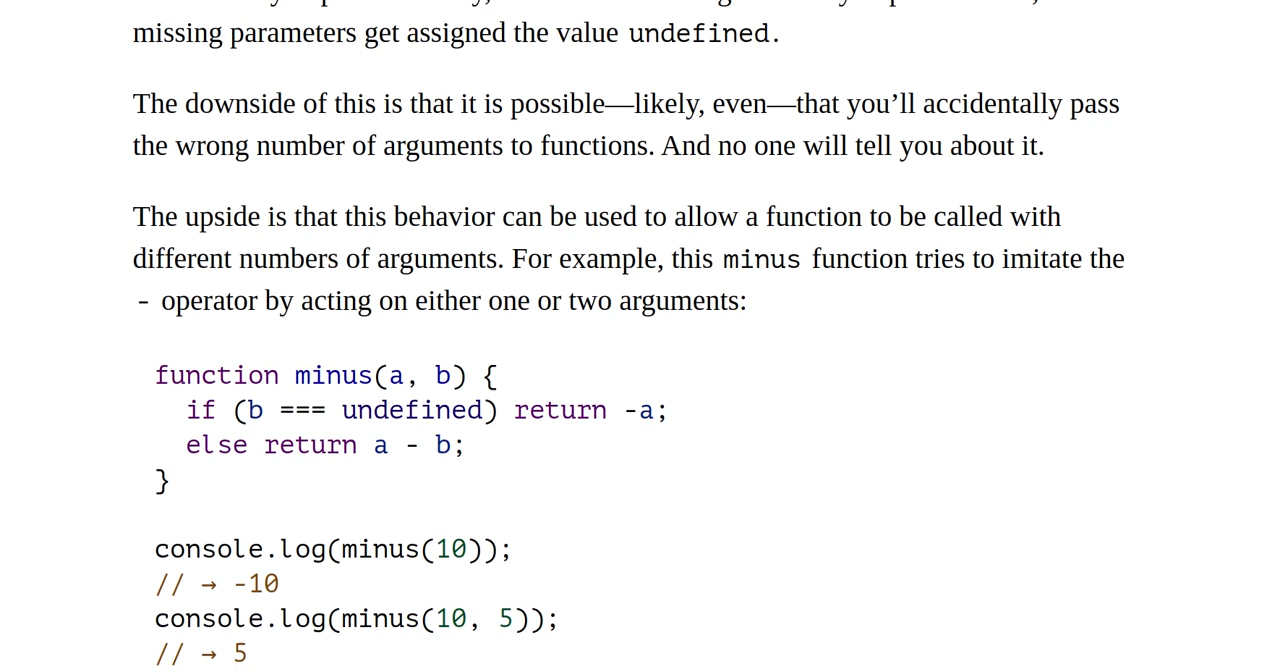 missing parameters get assigned the value undefined.
The downside of this is that it is possible—likely, even—that you’ll accidentally pass
the wrong number of arguments to functions. And no one will tell you about it.
The upside is that this behavior can be used to allow a function to be called with
different numbers of arguments. For example, this minus function tries to imitate the
- operator by acting on either one or two arguments:
function minus(a, b) {
  if (b === undefined) return -a;
  else return a - b;
}
console.log(minus(10));
// → -10
console.log(minus(10, 5));
// → 5